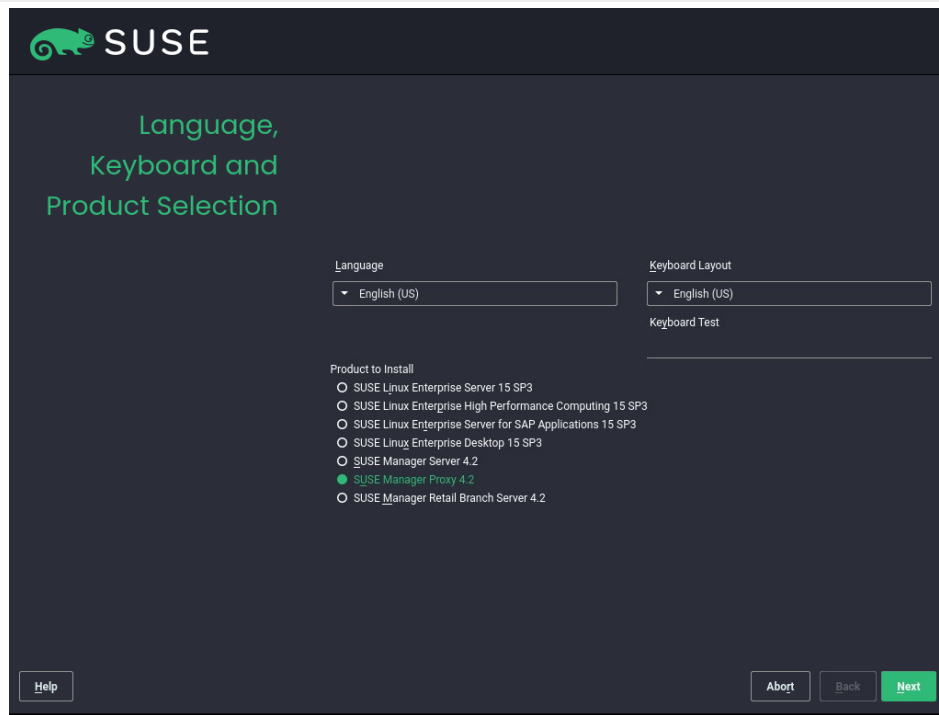 SUSE
Language,
Keyboard and
Product Selection
Language
Keyboard Layout
English (US)
English (US)
Keyboard Test
Product to Install
SUSE Linux Enterprise Server 15 SP3
SUSE Linux Enterprise High Performance Computing 15 SP3
SUSE Linux Enterprise Server for SAP Applications 15 SP3
SUSE Linux Enterprise Desktop 15 SP3
SUSE Manager Server 4.2
SUSE Manager Proxy 4.2
SUSE Manager Retail Branch Server 4.2
Help
Abort
Back
Next